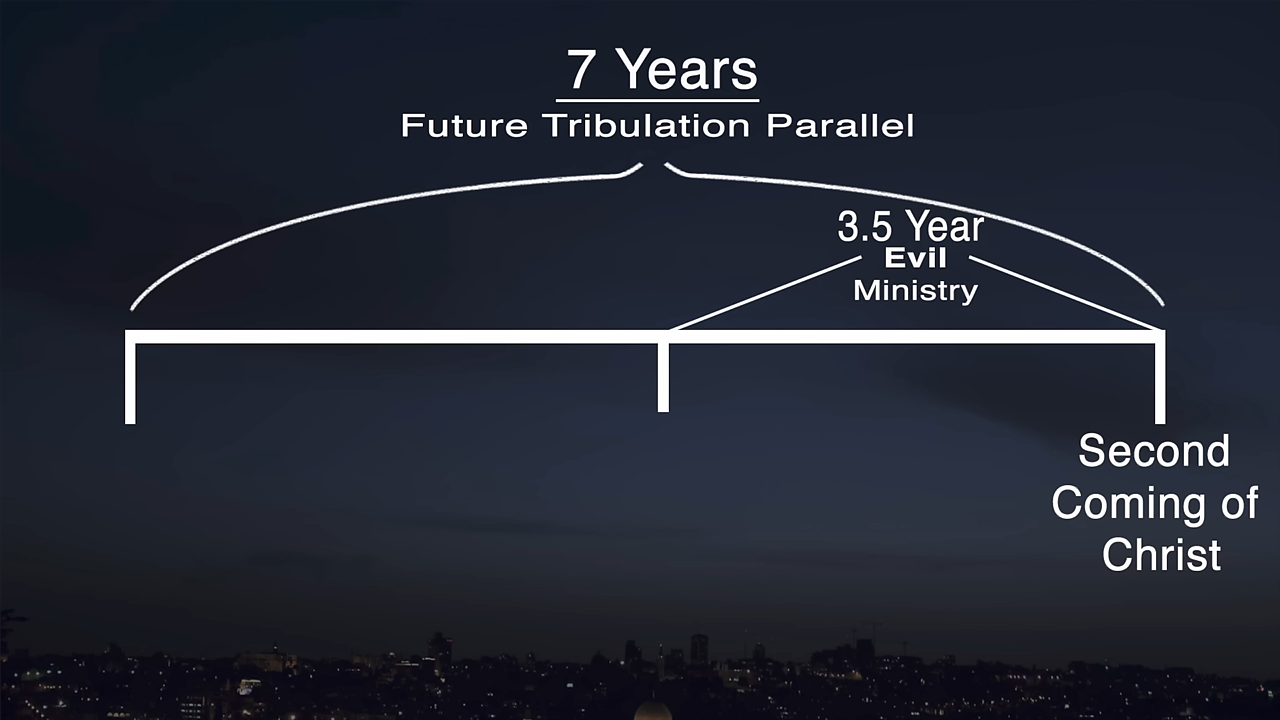 7 Years
Future Tribulation Parallel
3.5 Year
Evil
Ministry
Second
Coming of
Christ